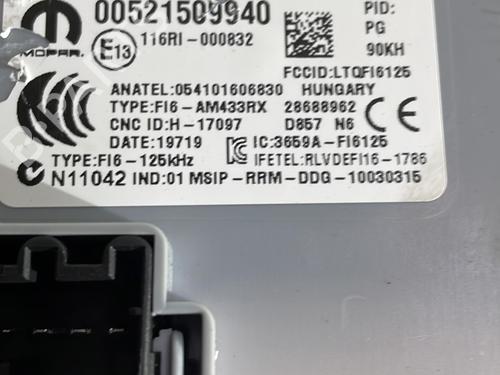 00521509940
PID:
MOPAR
E13
116RI-000832
PG
90KH
FCCID:LTQFI6125
ANATEL:054101606830 HUNGARY
TYPE:FI6-AM433RX 28688962
CNC ID:H-17097 D857 N6 CE
DATE:19719 IC:3659A-FI6125
TYPE:FI6-125kHz IFETEL:RLVDEFI16-1786
N11042 IND:01 MSIP-RRM-DDG-10030315